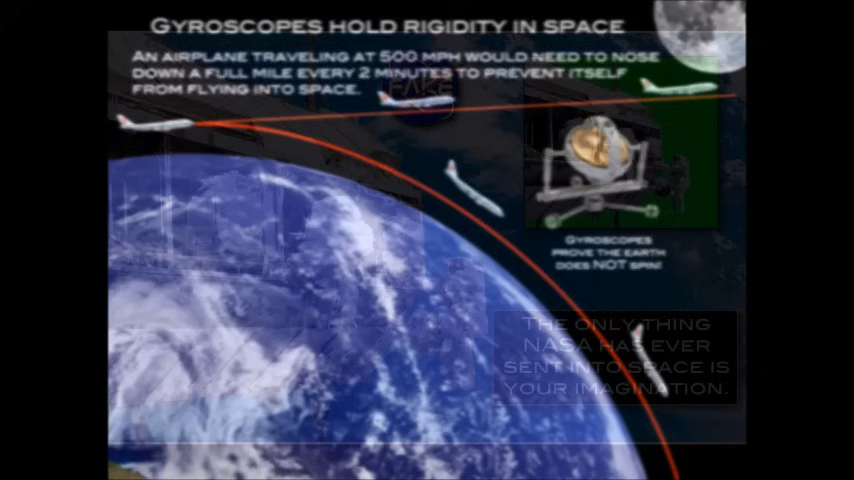 GYROSCOPES HOLD RIGIDITY IN SPACE
AN AIRPLANE TRAVELING AT 500 MPH WOULD NEED TO NOSE
DOWN A FULL MILE EVERY 2 MINUTES TO PREVENT ITSELF
FROM FLYING INTO SPACE.
FAKE
GYROSCOPES
PROVE THE EARTH
DOES NOT SPIN!
THE ONLY THING
NASA HAS EVER
SENT INTO SPACE IS
YOUR IMAGINATION.